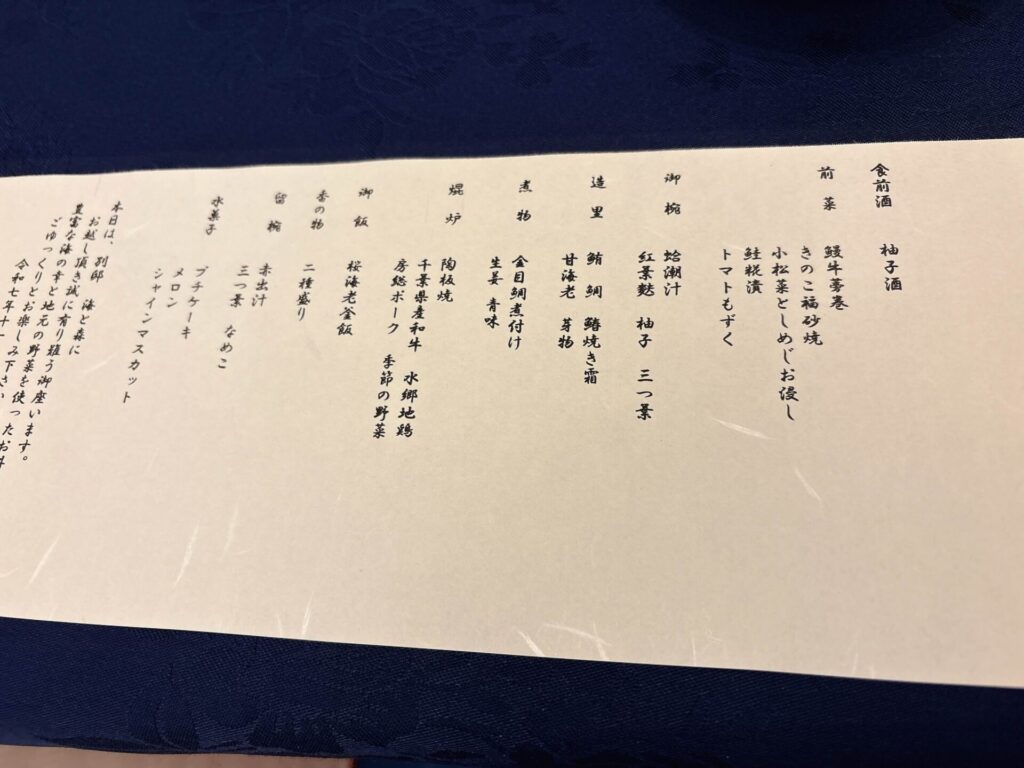 食前酒　柚子酒
前菜
鰻牛蒡巻
きのこ福砂焼
小松菜としめじお浸し
鮭糀漬
トマトもずく
御椀
蛤潮汁
紅葉麩　柚子　三つ葉
造里
鮪　鯛　鰆焼き霜
甘海老　芽物
煮物
金目鯛煮付け
生姜　青味
焜炉
陶板焼
千葉県産和牛　水郷地鶏
房総ポーク　季節の野菜
御飯
桜海老釜飯
香の物
二種盛り
留椀
赤出汁
三つ葉　なめこ
水菓子
プチケーキ
メロン
シャインマスカット
本日は、別邸　海と森に
お越し頂き誠に有り難う御座います。
豊富な海の幸と地元の野菜を使ったお
ごゆっくりとお楽しみ下さい
令和七年十一